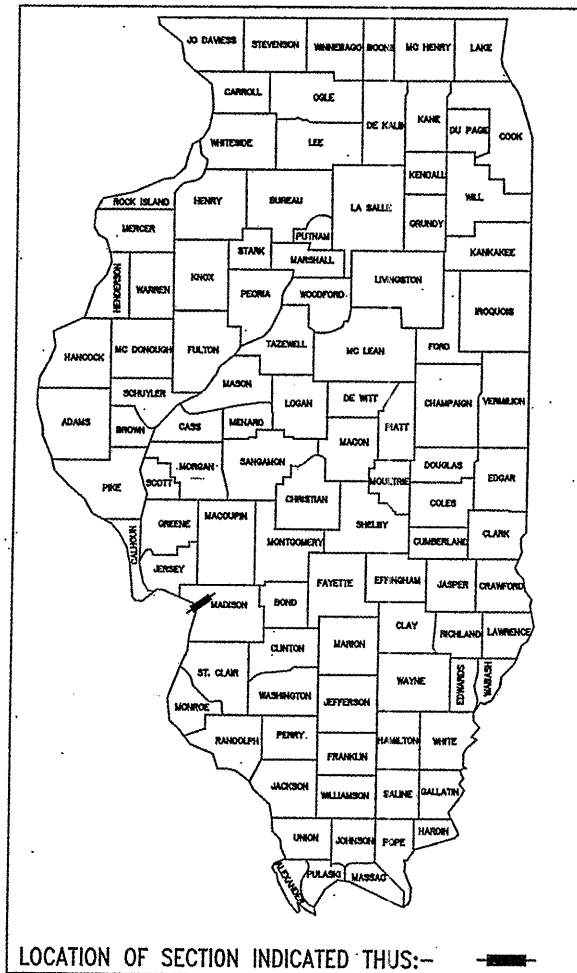 JO DAVIESS STEVENSON WINNEBAGO BOONE MC HENRY LAKE
CARROLL OGLE DE KALB KANE DU PAGE COOK
WHITESIDE LEE KENDALL WILL
ROCK ISLAND HENRY BUREAU LA SALLE GRUNDY
MERCER STARK PUTNAM MARSHALL KANKAKEE
HENDERSON WARREN KNOX PEORIA WOODFORD LIVINGSTON IROQUOIS
HANCOCK MC DONOUGH FULTON TAZEWELL MC LEAN FORD
SCHUYLER MASON LOGAN DE WITT PIATT CHAMPAIGN VERMILION
ADAMS BROWN CASS MENARD MACON
PIKE SCOTT MORGAN SANGAMON CHRISTIAN MOULTRIE DOUGLAS EDGAR
CALHOUN GREENE MACOUPIN MONTGOMERY SHELBY COLES CUMBERLAND CLARK
JERSEY MADISON BOND FAYETTE EFFINGHAM JASPER CRAWFORD
CLINTON MARION CLAY RICHLAND LAWRENCE
ST. CLAIR WASHINGTON JEFFERSON WAYNE EDWARDS WABASH
MONROE RANDOLPH PERRY FRANKLIN HAMILTON WHITE
JACKSON WILLIAMSON SALINE GALLATIN
UNION JOHNSON POPE HARDIN
ALEXANDER PULASKI MASSAC
LOCATION OF SECTION INDICATED THUS:-